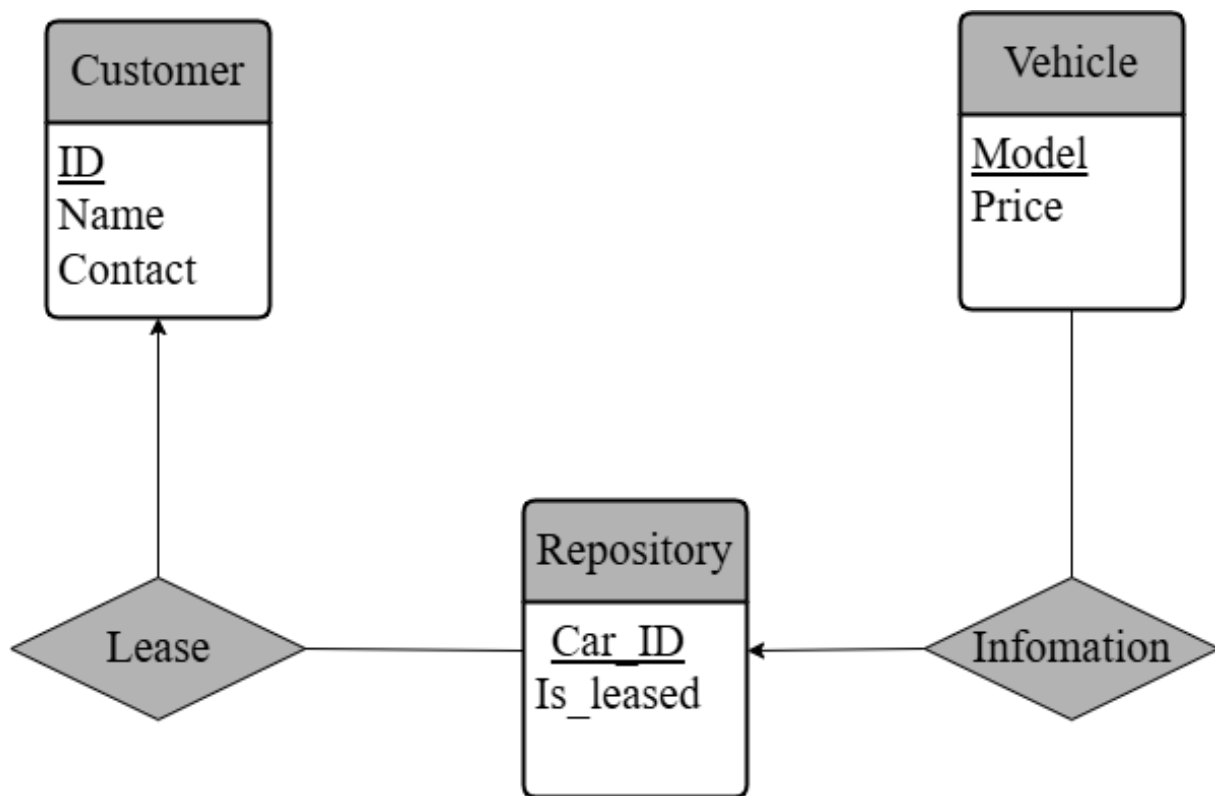 Customer
ID
Name
Contact
Vehicle
Model
Price
Lease
Repository
Car_ID
Is_leased
Infomation